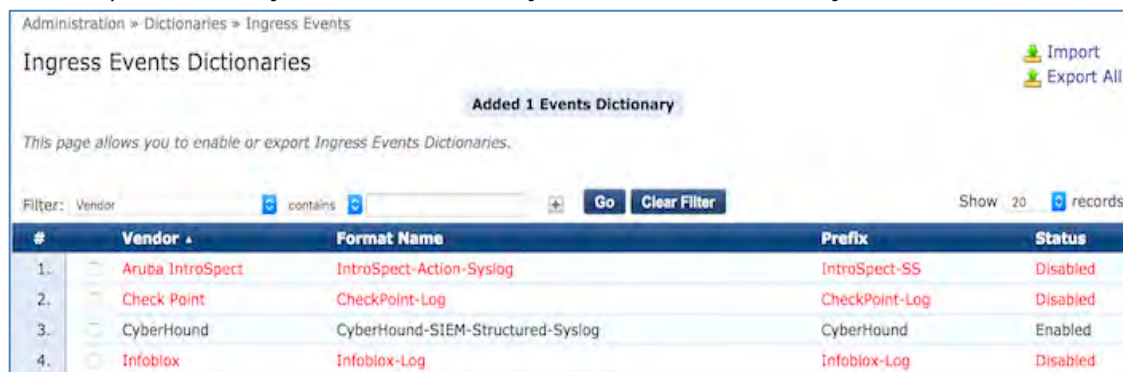 Administration » Dictionaries » Ingress Events
Ingress Events Dictionaries
Import
Export All
Added 1 Events Dictionary
This page allows you to enable or export Ingress Events Dictionaries.
Filter: Vendor contains + Go Clear Filter Show 20 records
# Vendor Format Name Prefix Status
1. Aruba IntroSpect IntroSpect-Action-Syslog IntroSpect-SS Disabled
2. Check Point CheckPoint-Log CheckPoint-Log Disabled
3. CyberHound CyberHound-SIEM-Structured-Syslog CyberHound Enabled
4. Infoblox Infoblox-Log Infoblox-Log Disabled